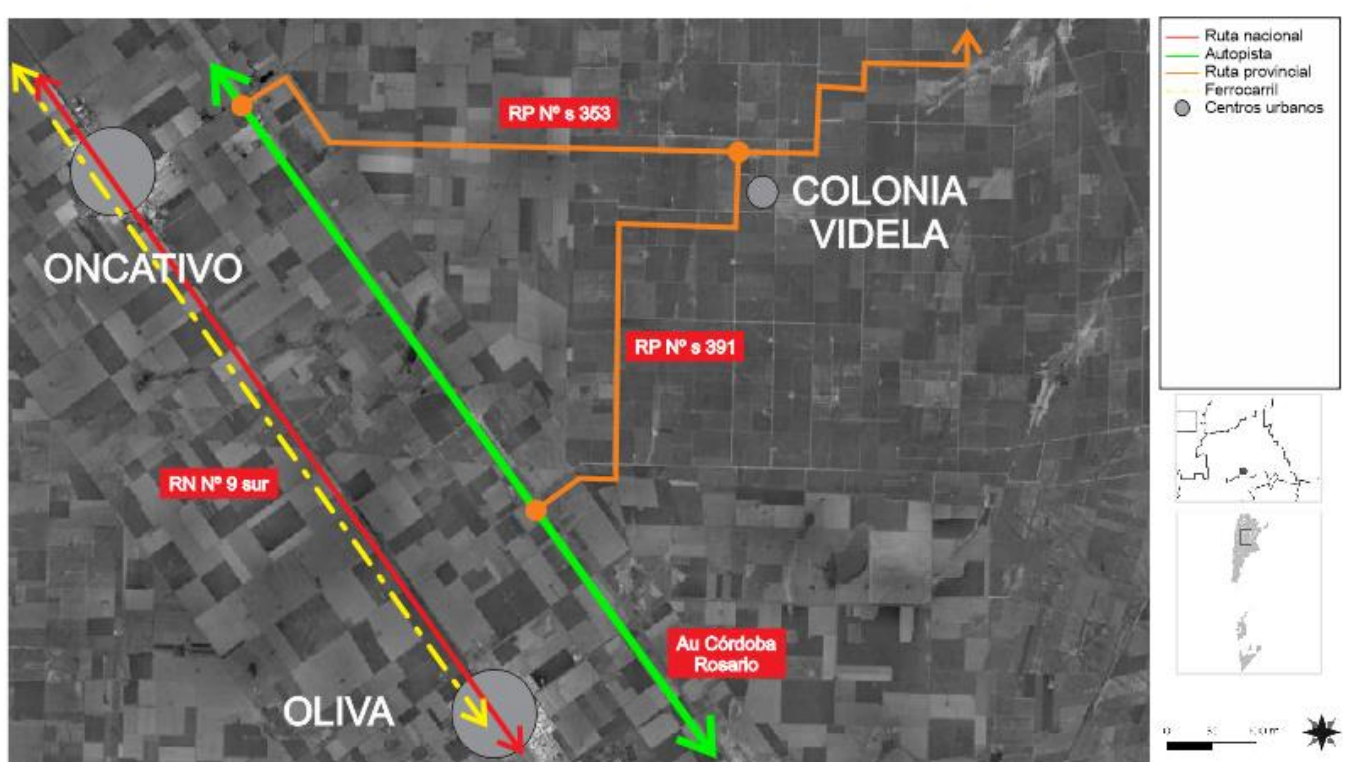 RP Nº s 353
COLONIA
VIDELA
ONCATIVO
RP Nº s 391
RN Nº 9 sur
Au Córdoba
Rosario
OLIVA
Ruta nacional
Autopista
Ruta provincial
Ferrocarril
Centros urbanos